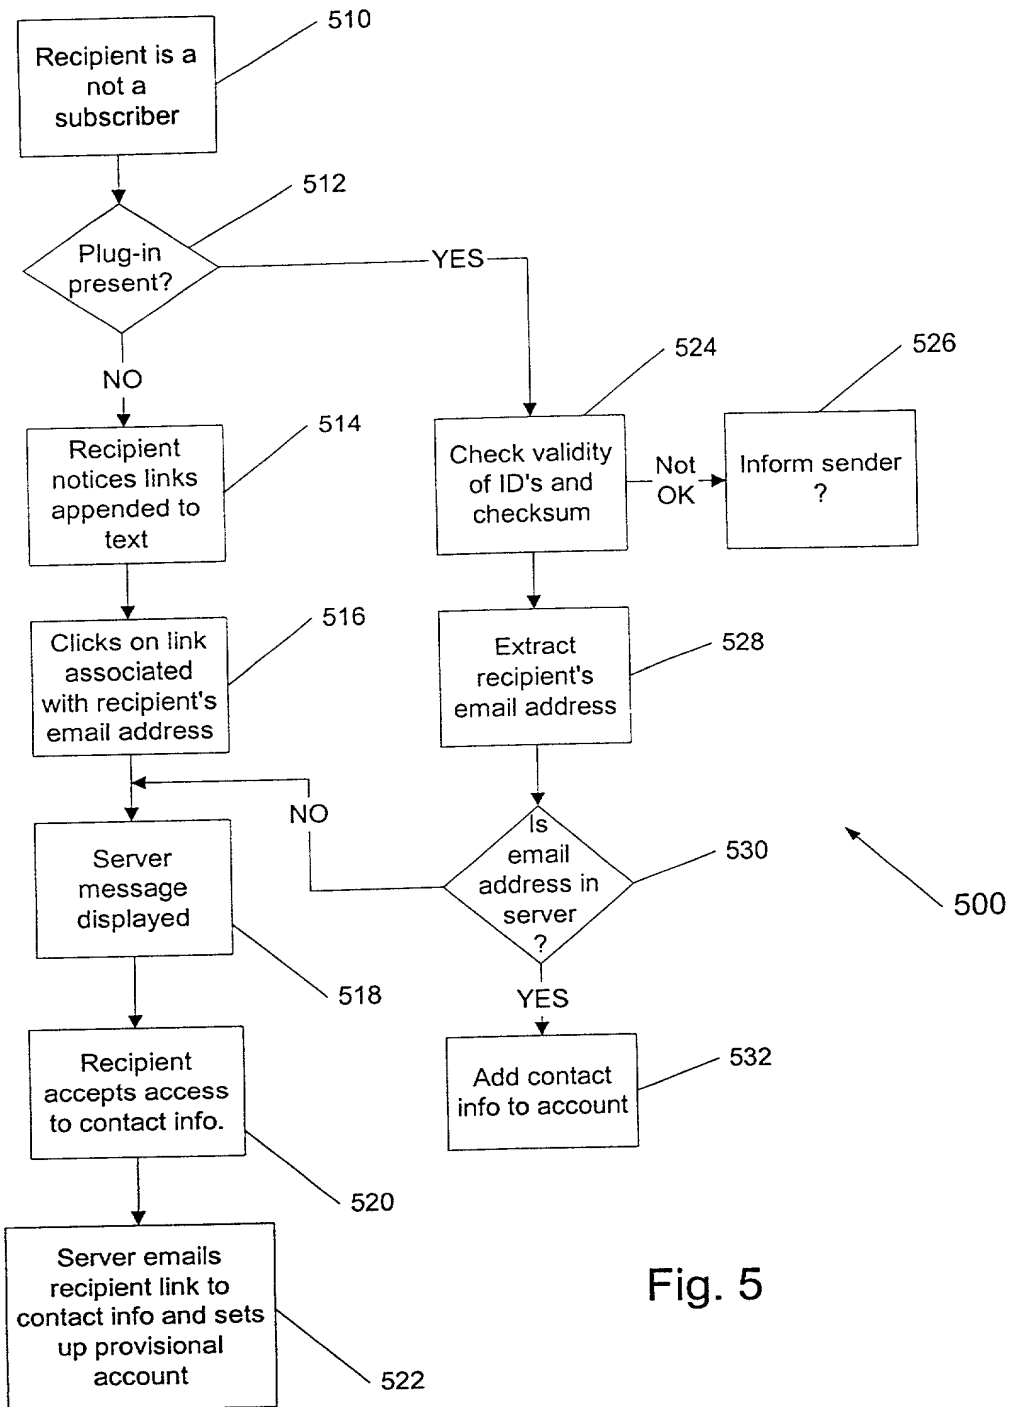 510
Recipient is a
not a
subscriber
512
Plug-in
present?
YES
NO
514
Recipient
notices links
appended to
text
524
526
Check validity
of ID's and
checksum
Not
OK
Inform sender
?
516
Clicks on link
associated
with recipient's
email address
528
Extract
recipient's
email address
NO
Is
email
address in
server
?
530
500
Server
message
displayed
518
YES
Recipient
accepts access
to contact info.
520
Add contact
info to account
532
Server emails
recipient link to
contact info and sets
up provisional
account
522
Fig. 5